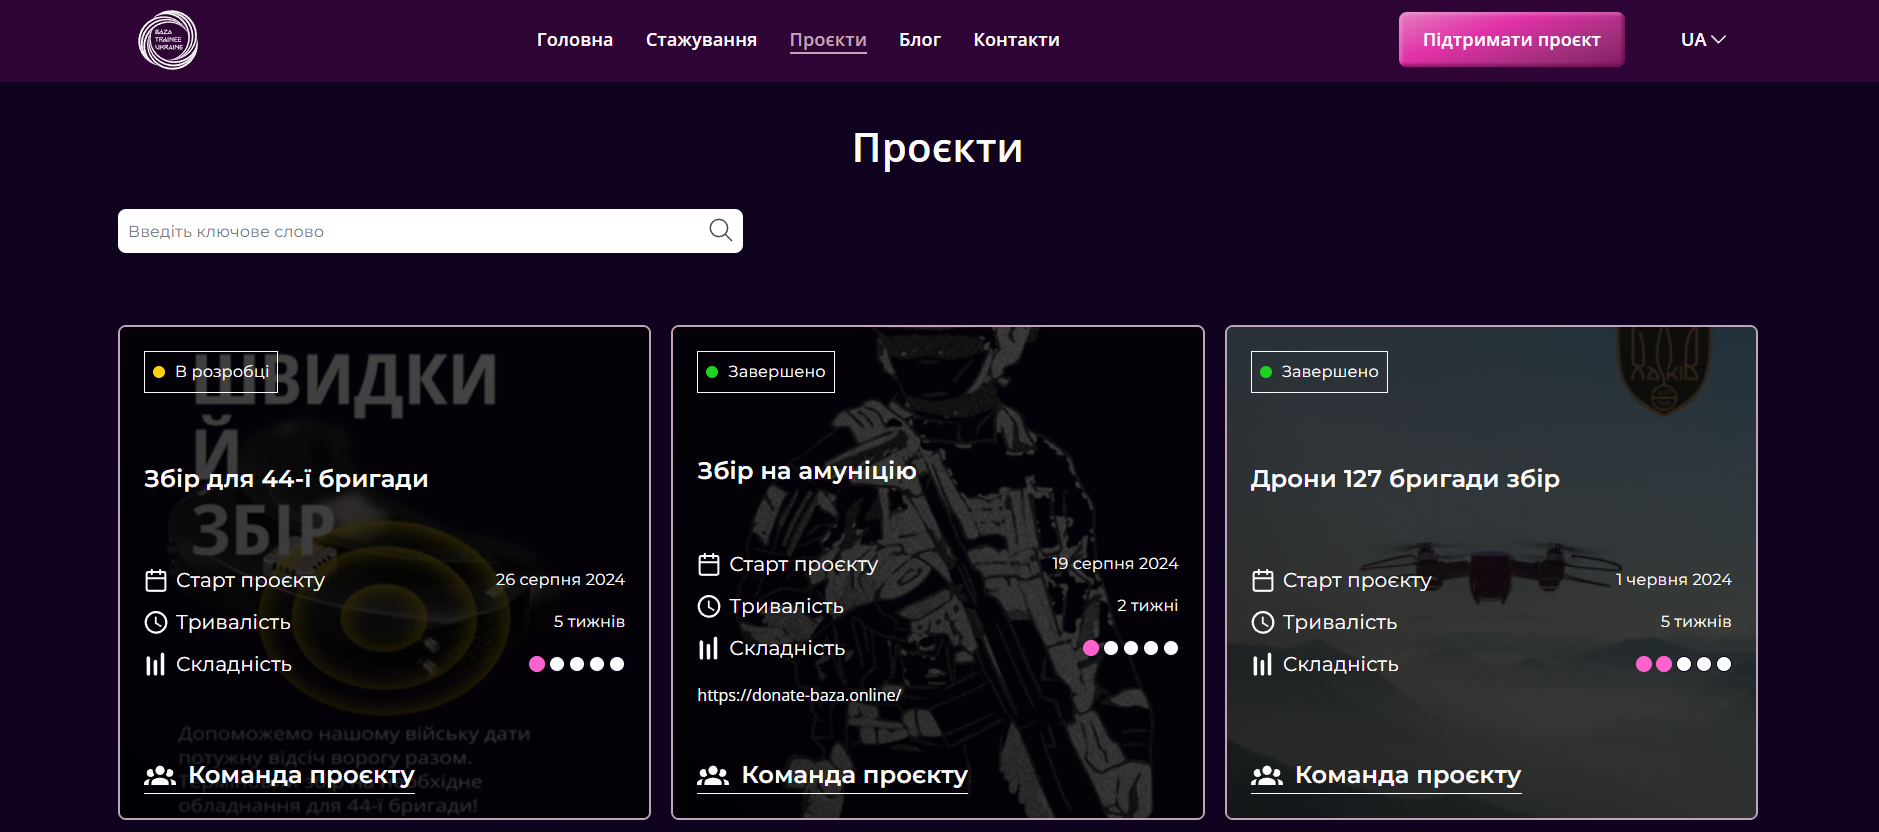 BAZA
TRAINEE
UKRAINE
Головна
Стажування
Проєкти
Блог
Контакти
Підтримати проєкт
UA
Проєкти
Введіть ключове слово
В розробці
ШВИДКИ
Й
ЗБІР
Збір для 44-ї бригади
Старт проєкту
26 серпня 2024
Тривалість
5 тижнів
Складність
Допоможемо нашому війську дати
потужну відсіч ворогу разом.
обладнання для 44-ї бригади!
Команда проєкту
Завершено
Збір на амуніцію
Старт проєкту
19 серпня 2024
Тривалість
2 тижні
Складність
https://donate-baza.online/
Команда проєкту
Завершено
ХАРКІВ
Дрони 127 бригади збір
Старт проєкту
1 червня 2024
Тривалість
5 тижнів
Складність
Команда проєкту